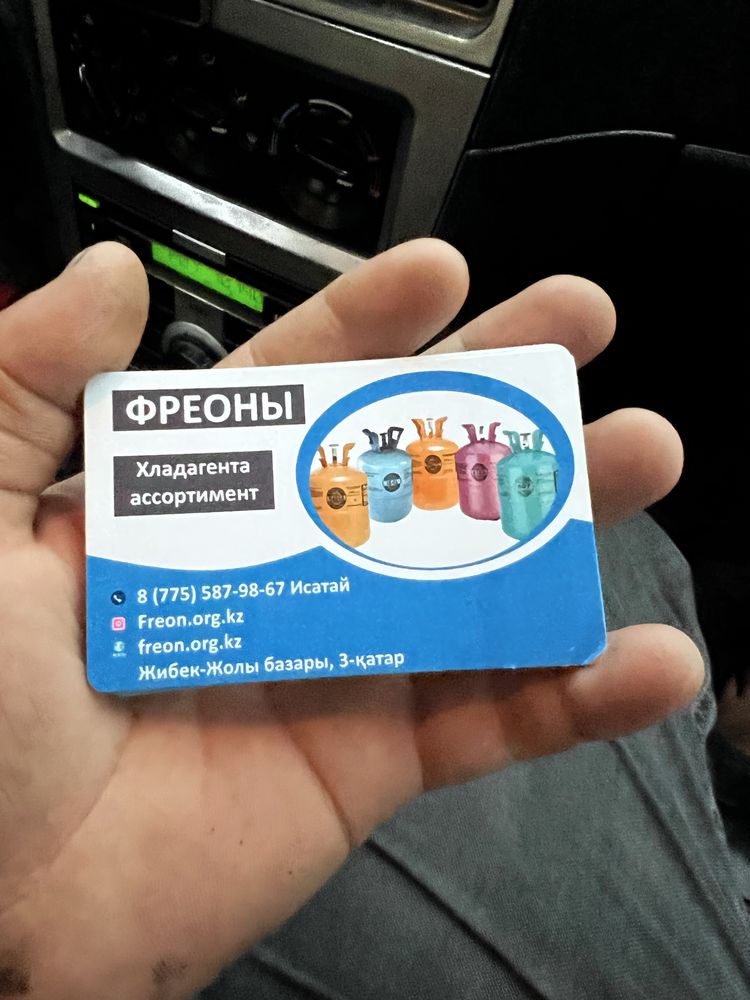 ФРЕОНЫ
Хладагента
ассортимент
8 (775) 587-98-67 Исатай
Freon.org.kz
freon.org.kz
Жибек-Жолы базары, 3-қатар